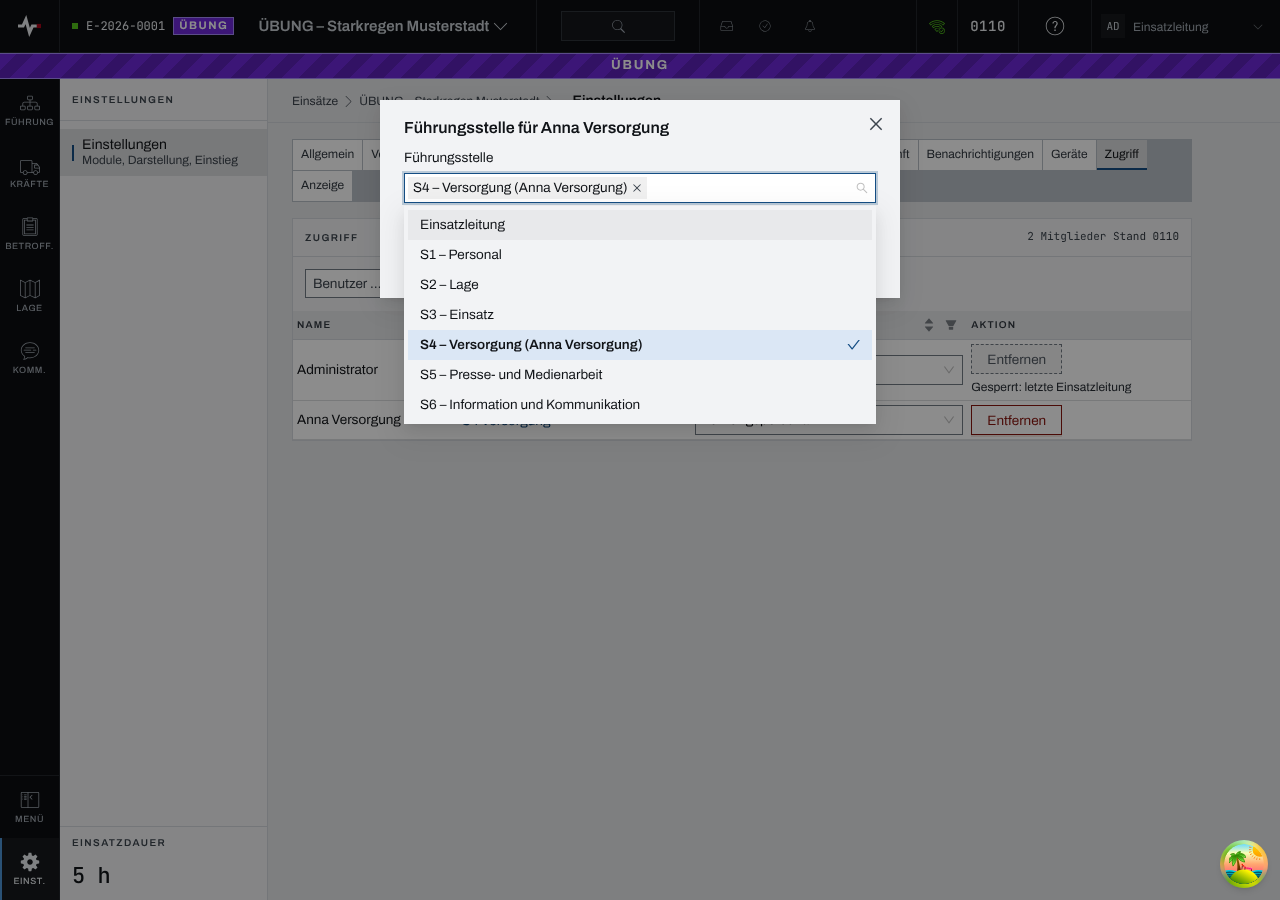 E-2026-0001 ÜBUNG ÜBUNG – Starkregen Musterstadt 0110 AD Einsatzleitung
ÜBUNG
FÜHRUNG
KRÄFTE
BETROFF.
LAGE
KOMM.
MENÜ
EINST.
EINSTELLUNGEN
Einstellungen
Module, Darstellung, Einstieg
EINSATZDAUER
5 h
Einsätze ÜBUNG – Starkregen Musterstadt Einstellungen
Allgemein Benachrichtigungen Geräte Zugriff
Anzeige
ZUGRIFF 2 Mitglieder Stand 0110
Benutzer ...
NAME AKTION
Administrator Entfernen
Gesperrt: letzte Einsatzleitung
Anna Versorgung Entfernen
Führungsstelle für Anna Versorgung
Führungsstelle
S4 – Versorgung (Anna Versorgung)
Einsatzleitung
S1 – Personal
S2 – Lage
S3 – Einsatz
S4 – Versorgung (Anna Versorgung)
S5 – Presse- und Medienarbeit
S6 – Information und Kommunikation